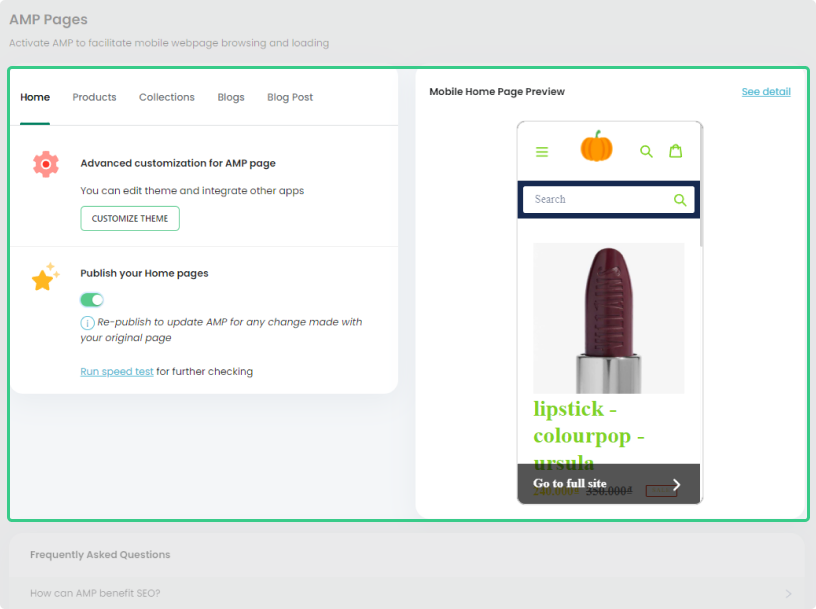 AMP Pages
Activate AMP to facilitate mobile webpage browsing and loading
Home Products Collections Blogs Blog Post
Advanced customization for AMP page
You can edit theme and integrate other apps
CUSTOMIZE THEME
Publish your Home pages
Re-publish to update AMP for any change made with
your original page
Run speed test for further checking
Mobile Home Page Preview See detail
Search
lipstick -
colourpop -
ursula
Go to full site
240.000₫ 350.000₫
Frequently Asked Questions
How can AMP benefit SEO?